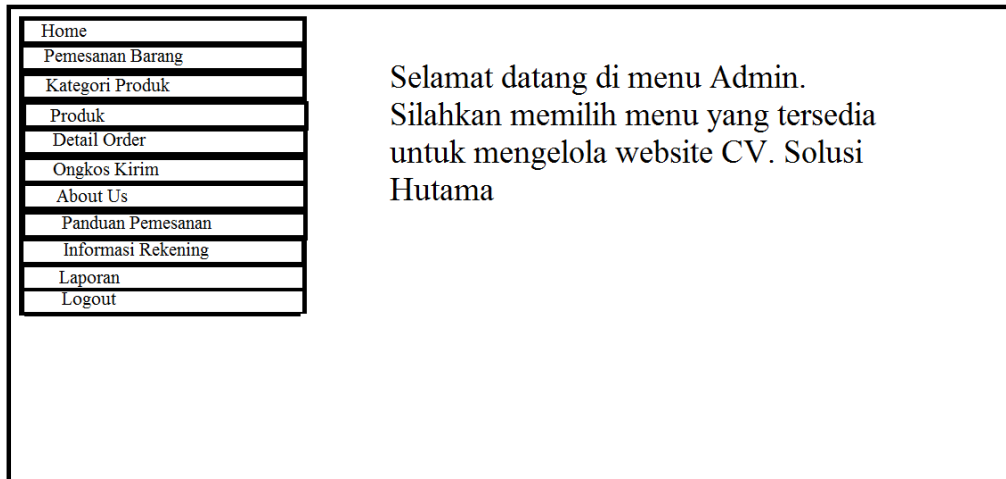 Home
Pemesanan Barang
Kategori Produk
Produk
Detail Order
Ongkos Kirim
About Us
Panduan Pemesanan
Informasi Rekening
Laporan
Logout
Selamat datang di menu Admin.
Silahkan memilih menu yang tersedia
untuk mengelola website CV. Solusi
Hutama